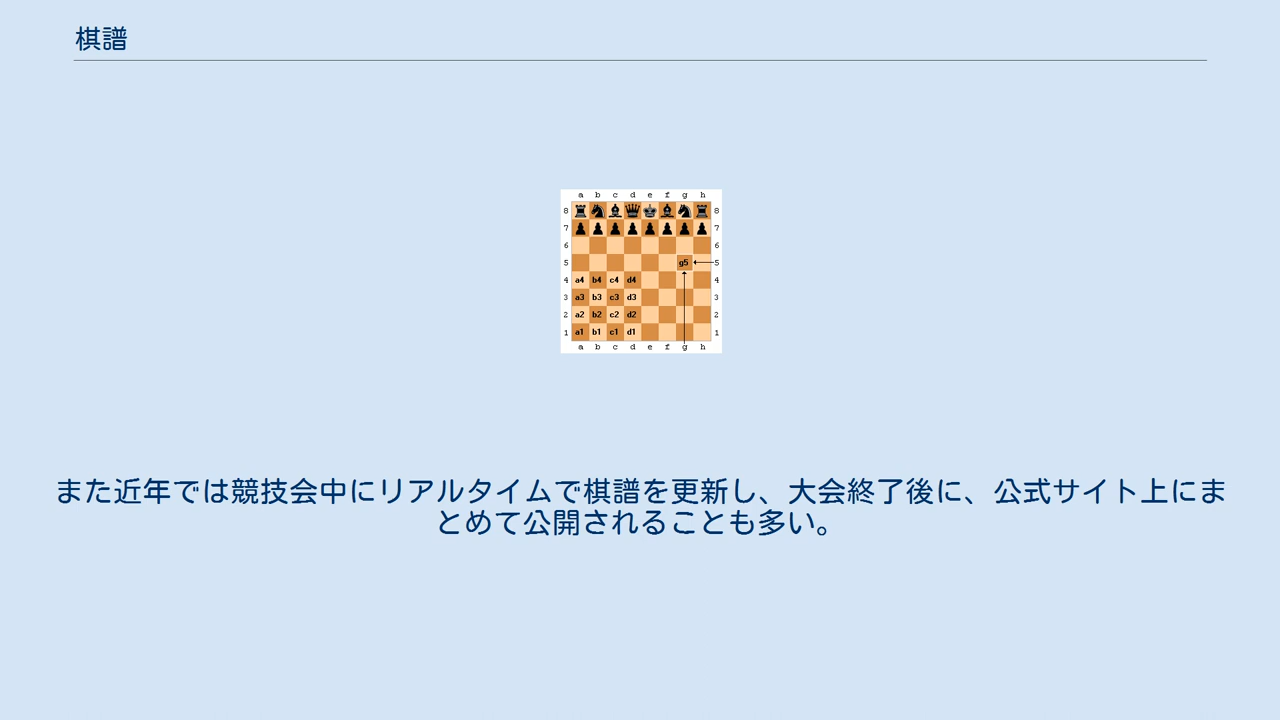 棋譜
a b c d e f g h
8 8
7 7
6 6
5 g5 5
4 a4 b4 c4 d4 4
3 a3 b3 c3 d3 3
2 a2 b2 c2 d2 2
1 a1 b1 c1 d1 1
a b c d e f g h
また近年では競技会中にリアルタイムで棋譜を更新し、大会終了後に、公式サイト上にま
とめて公開されることも多い。